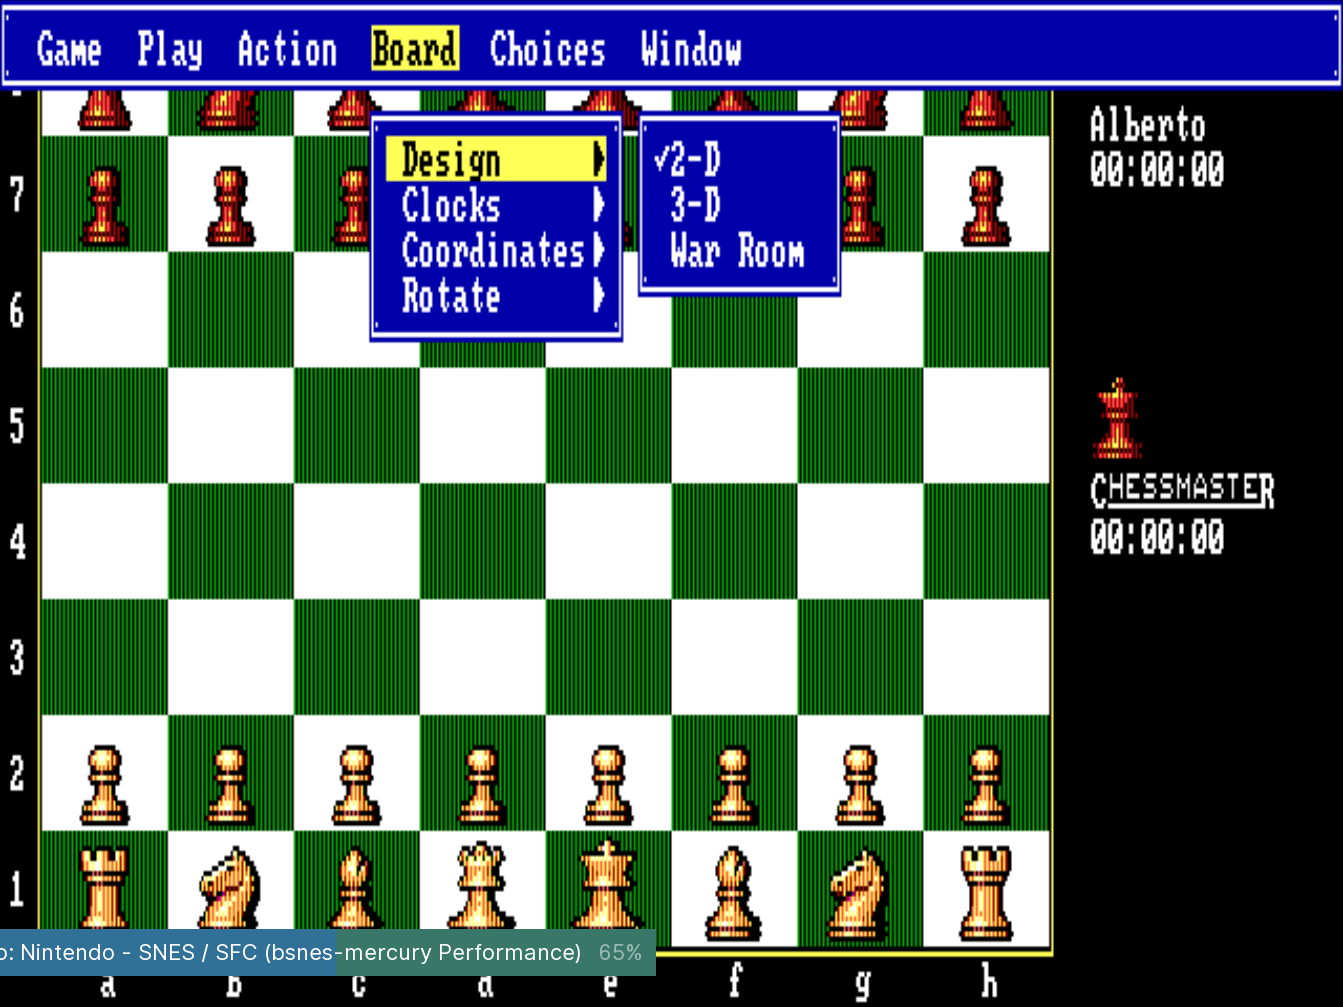 Game Play Action Board Choices Window
Alberto
00:00:00
Design
Clocks
Coordinates
Rotate
✓2-D
3-D
War Room
7
6
5
4
3
2
1
CHESSMASTER
00:00:00
o: Nintendo - SNES / SFC (bsnes-mercury Performance) 65%
a b c d e f g h